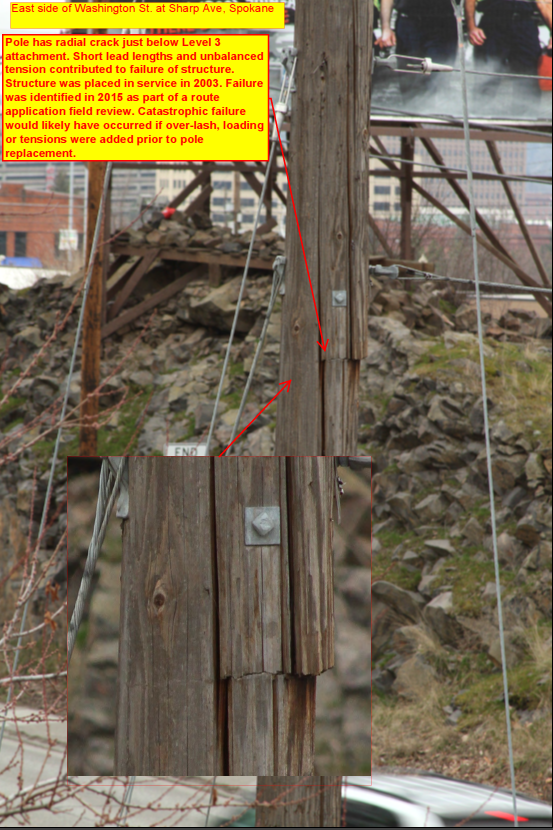 East side of Washington St. at Sharp Ave, Spokane
Pole has radial crack just below Level 3
attachment. Short lead lengths and unbalanced
tension contributed to failure of structure.
Structure was placed in service in 2003. Failure
was identified in 2015 as part of a route
application field review. Catastrophic failure
would likely have occurred if over-lash, loading
or tensions were added prior to pole
replacement.
END